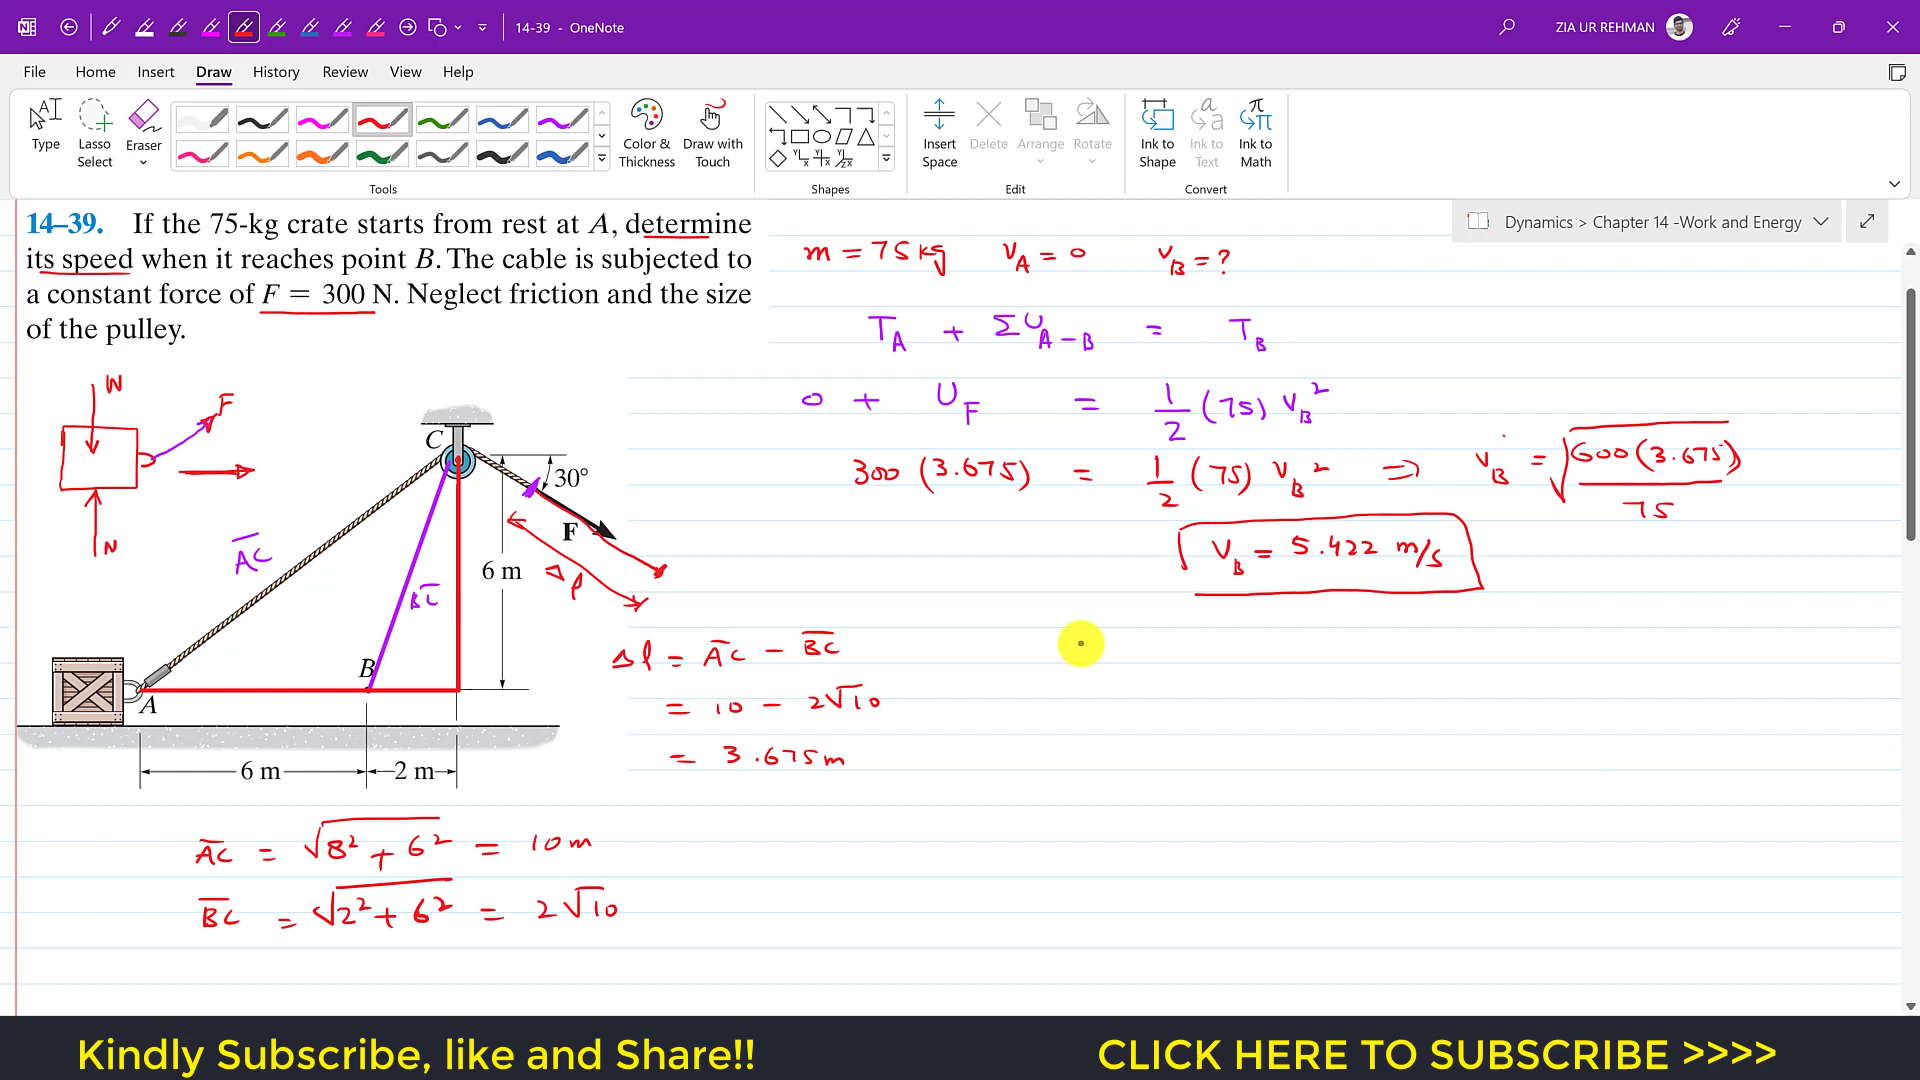 14-39 - OneNote
ZIA UR REHMAN
File Home Insert Draw History Review View Help
Type
Lasso Select
Eraser
Color & Thickness
Draw with Touch
Insert Space
Delete
Arrange
Rotate
Ink to Shape
Ink to Text
Ink to Math
Tools
Shapes
Edit
Convert
Dynamics > Chapter 14 -Work and Energy
14–39. If the 75-kg crate starts from rest at A, determine
its speed when it reaches point B. The cable is subjected to
a constant force of F = 300 N. Neglect friction and the size
of the pulley.
W
F
N
C
30°
F
6 m
Δl
AC
BC
B
A
6 m
2 m
AC = √8² + 6² = 10m
BC = √2² + 6² = 2√10
Δl = AC − BC
= 10 − 2√10
= 3.675m
m = 75 kg V_A = 0 V_B = ?
T_A + ΣU_A-B = T_B
0 + U_F = 1/2 (75) V_B²
300 (3.675) = 1/2 (75) V_B² ⇒ V_B = √600(3.675)/75
V_B = 5.422 m/s
Kindly Subscribe, like and Share!!
CLICK HERE TO SUBSCRIBE >>>>